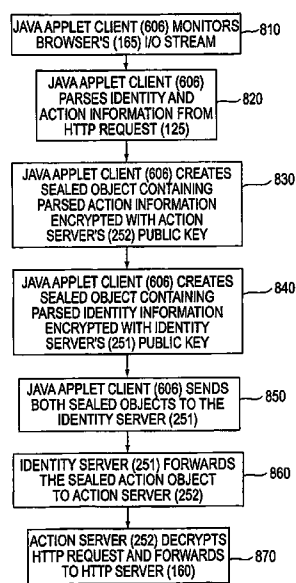 JAVA APPLET CLIENT (606) MONITORS
BROWSER'S (165) I/O STREAM
810
JAVA APPLET CLIENT (606)
PARSES IDENTITY AND
ACTION INFORMATION FROM
HTTP REQUEST (125)
820
JAVA APPLET CLIENT (606) CREATES
SEALED OBJECT CONTAINING
PARSED ACTION INFORMATION
ENCRYPTED WITH ACTION
SERVER'S (252) PUBLIC KEY
830
JAVA APPLET CLIENT (606) CREATES
SEALED OBJECT CONTAINING
PARSED IDENTITY INFORMATION
ENCRYPTED WITH IDENTITY
SERVER'S (251) PUBLIC KEY
840
JAVA APPLET CLIENT (606) SENDS
BOTH SEALED OBJECTS TO THE
IDENTITY SERVER (251)
850
IDENTITY SERVER (251) FORWARDS
THE SEALED ACTION OBJECT
TO ACTION SERVER (252)
860
ACTION SERVER (252) DECRYPTS
HTTP REQUEST AND FORWARDS
TO HTTP SERVER (160)
870